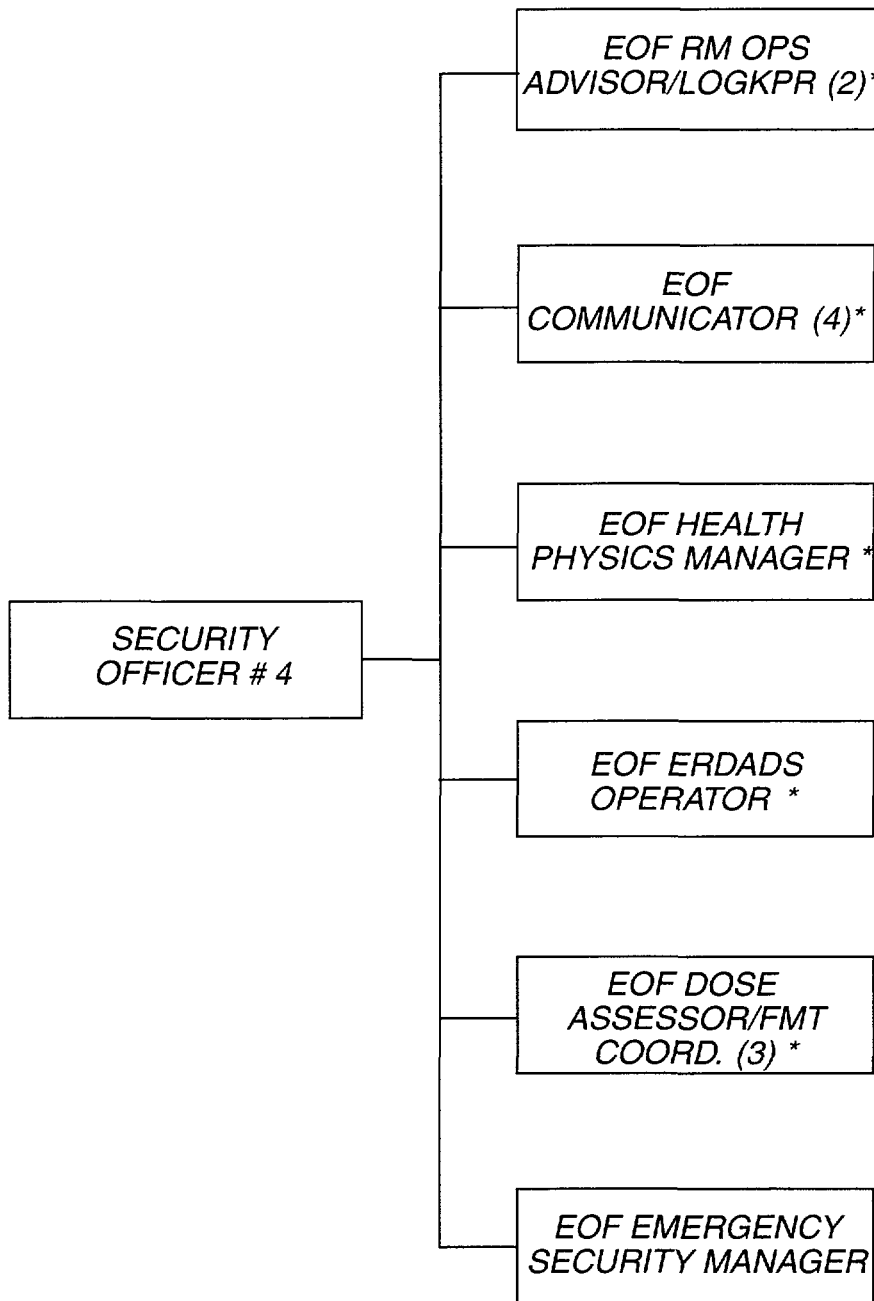 EOF RM OPS
ADVISOR/LOGKPR (2)*
EOF
COMMUNICATOR (4)*
EOF HEALTH
PHYSICS MANAGER *
SECURITY
OFFICER # 4
EOF ERDADS
OPERATOR *
EOF DOSE
ASSESSOR/FMT
COORD. (3) *
EOF EMERGENCY
SECURITY MANAGER